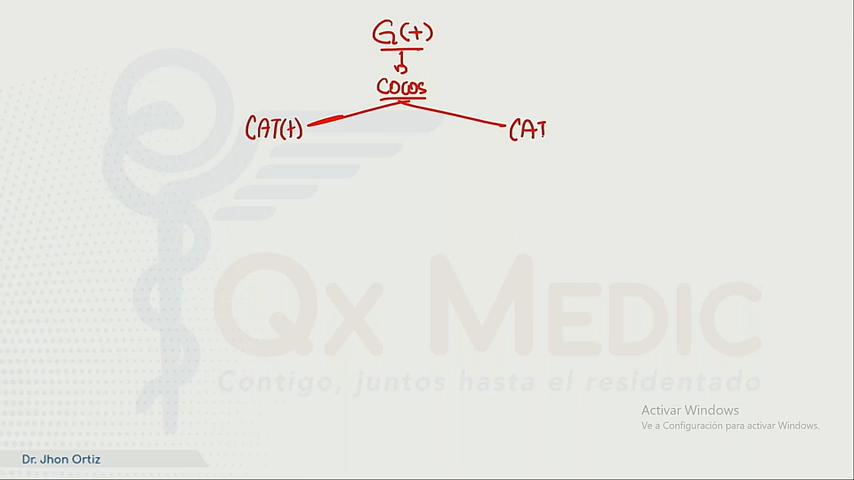 G(+)
COCOS
CAT(+)
CAT
Qx MEDIC
Contigo, juntos hasta el residentado
Activar Windows
Ve a Configuración para activar Windows.
Dr. Jhon Ortiz